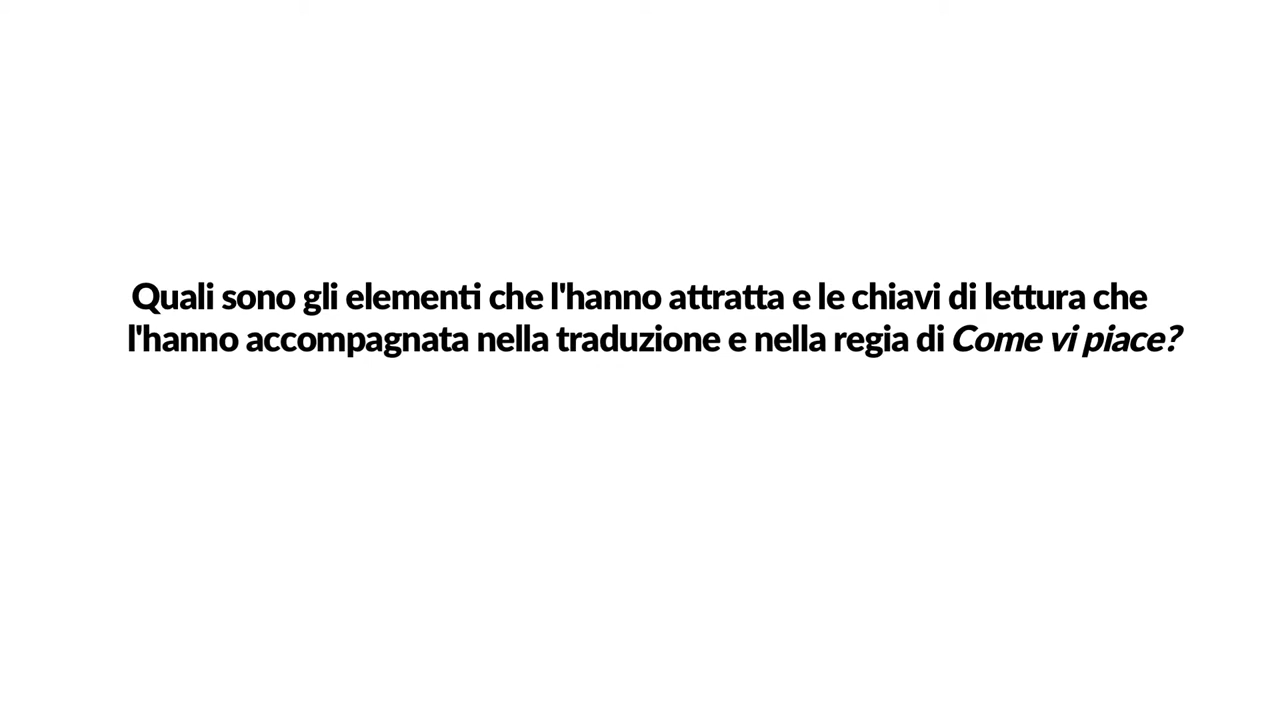 Quali sono gli elementi che l'hanno attratta e le chiavi di lettura che
l'hanno accompagnata nella traduzione e nella regia di Come vi piace?